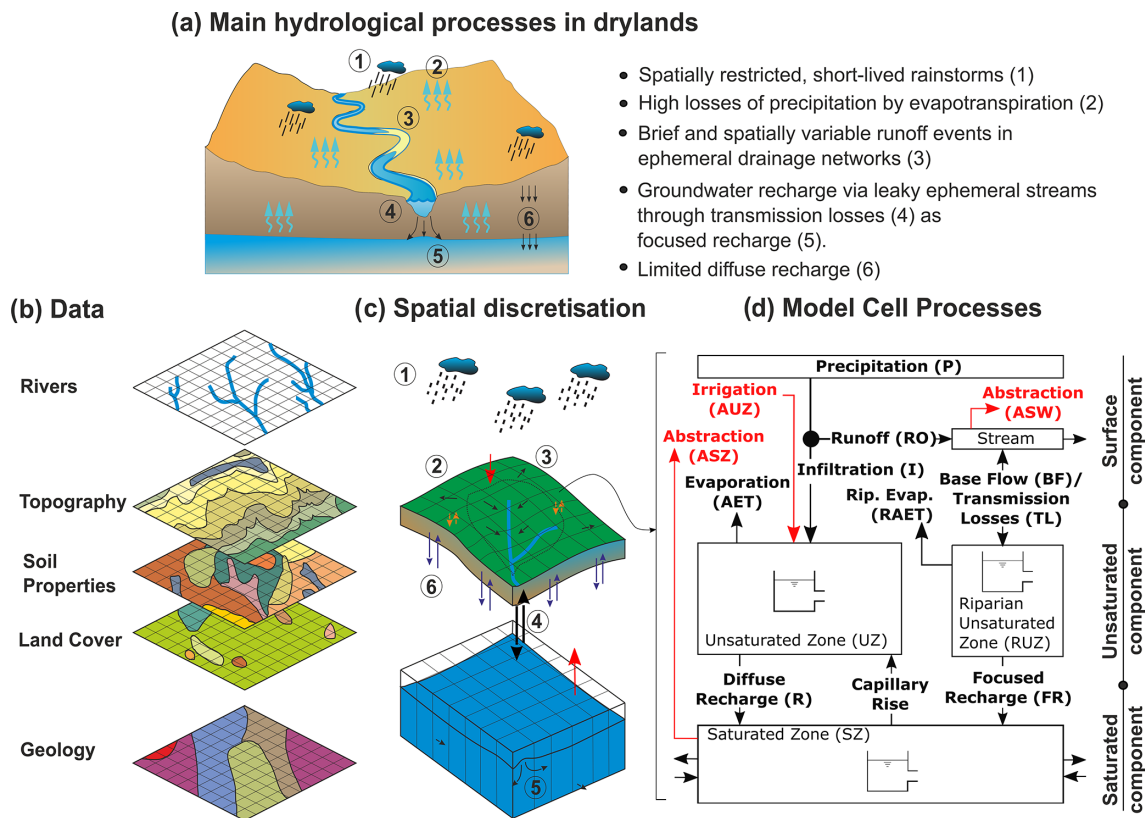 (a) Main hydrological processes in drylands
1
2
3
4
5
6
• Spatially restricted, short-lived rainstorms (1)
• High losses of precipitation by evapotranspiration (2)
• Brief and spatially variable runoff events in
ephemeral drainage networks (3)
• Groundwater recharge via leaky ephemeral streams
through transmission losses (4) as
focused recharge (5).
• Limited diffuse recharge (6)
(b) Data
Rivers
Topography
Soil
Properties
Land Cover
Geology
(c) Spatial discretisation
1
2
3
6
4
5
(d) Model Cell Processes
Precipitation (P)
Irrigation
(AUZ)
Abstraction
(ASW)
Abstraction
(ASZ)
Runoff (RO)
Stream
Infiltration (I)
Evaporation
(AET)
Rip. Evap.
(RAET)
Base Flow (BF)/
Transmission
Losses (TL)
Unsaturated Zone (UZ)
Riparian
Unsaturated
Zone (RUZ)
Diffuse
Recharge (R)
Capillary
Rise
Focused
Recharge (FR)
Saturated Zone (SZ)
Surface
component
Unsaturated
component
Saturated
component